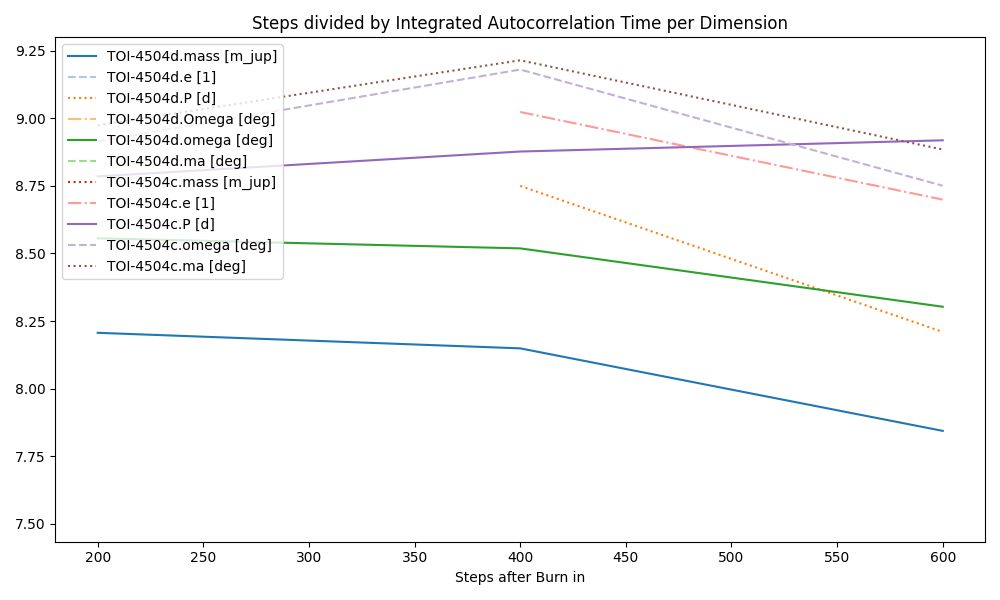 Steps divided by Integrated Autocorrelation Time per Dimension
9.25
9.00
8.75
8.50
8.25
8.00
7.75
7.50
TOI-4504d.mass [m_jup]
TOI-4504d.e [1]
TOI-4504d.P [d]
TOI-4504d.Omega [deg]
TOI-4504d.omega [deg]
TOI-4504d.ma [deg]
TOI-4504c.mass [m_jup]
TOI-4504c.e [1]
TOI-4504c.P [d]
TOI-4504c.omega [deg]
TOI-4504c.ma [deg]
200 250 300 350 400 450 500 550 600
Steps after Burn in